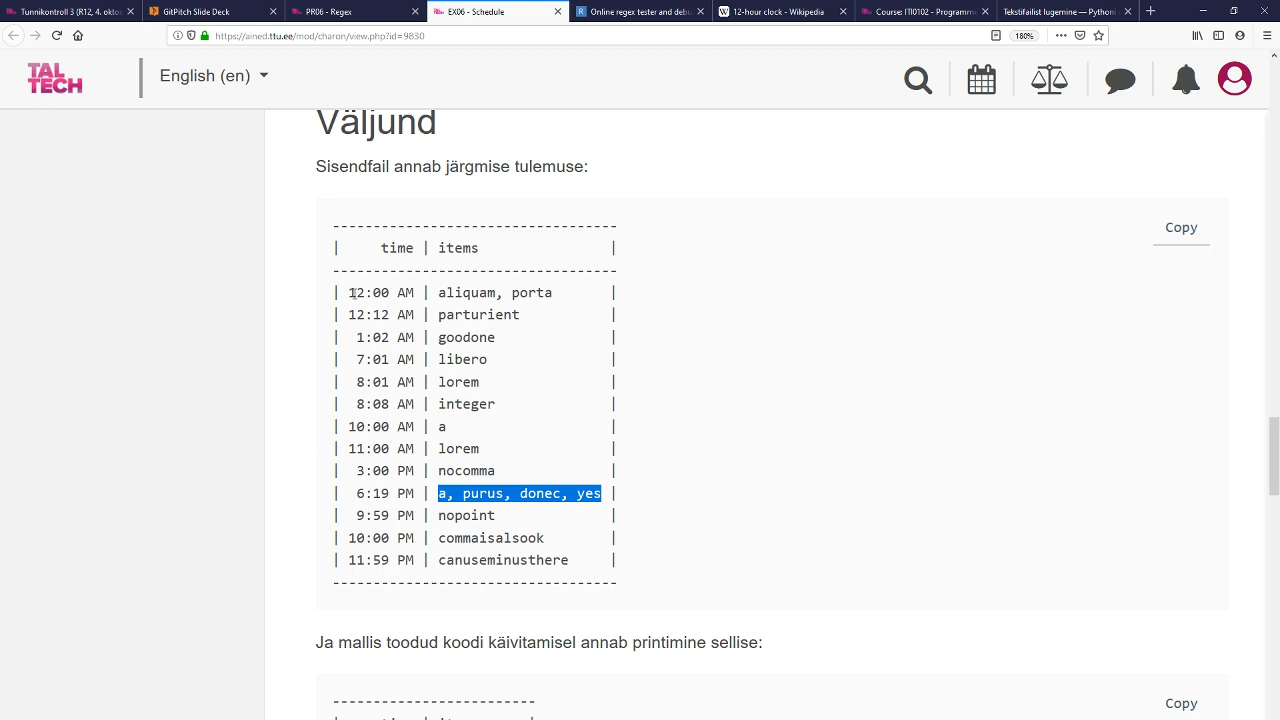 Tunnikontroll 3 (R12, 4. oktoo
GitPitch Slide Deck
PR06 - Regex
EX06 - Schedule
Online regex tester and debu
12-hour clock - Wikipedia
Course: ITI0102 - Programme
Tekstifailist lugemine — Python
https://ained.ttu.ee/mod/charon/view.php?id=9830
180%
TAL
TECH
English (en)
Väljund
Sisendfail annab järgmise tulemuse:
Copy
-----------------------------------
|     time | items                |
-----------------------------------
| 12:00 AM | aliquam, porta       |
| 12:12 AM | parturient           |
|  1:02 AM | goodone              |
|  7:01 AM | libero               |
|  8:01 AM | lorem                |
|  8:08 AM | integer              |
| 10:00 AM | a                    |
| 11:00 AM | lorem                |
|  3:00 PM | nocomma              |
|  6:19 PM | a, purus, donec, yes |
|  9:59 PM | nopoint              |
| 10:00 PM | commaisalsook        |
| 11:59 PM | canuseminusthere     |
-----------------------------------
Ja mallis toodud koodi käivitamisel annab printimine sellise:
Copy
-------------------------